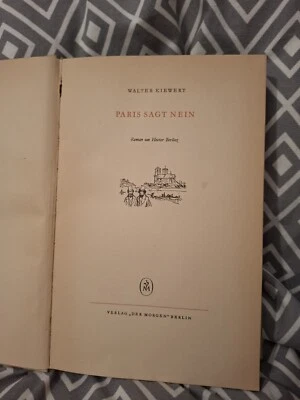 WALTER KIEWERT
PARIS SAGT NEIN
Roman um Hector Berlioz
VERLAG „DER MORGEN“ BERLIN